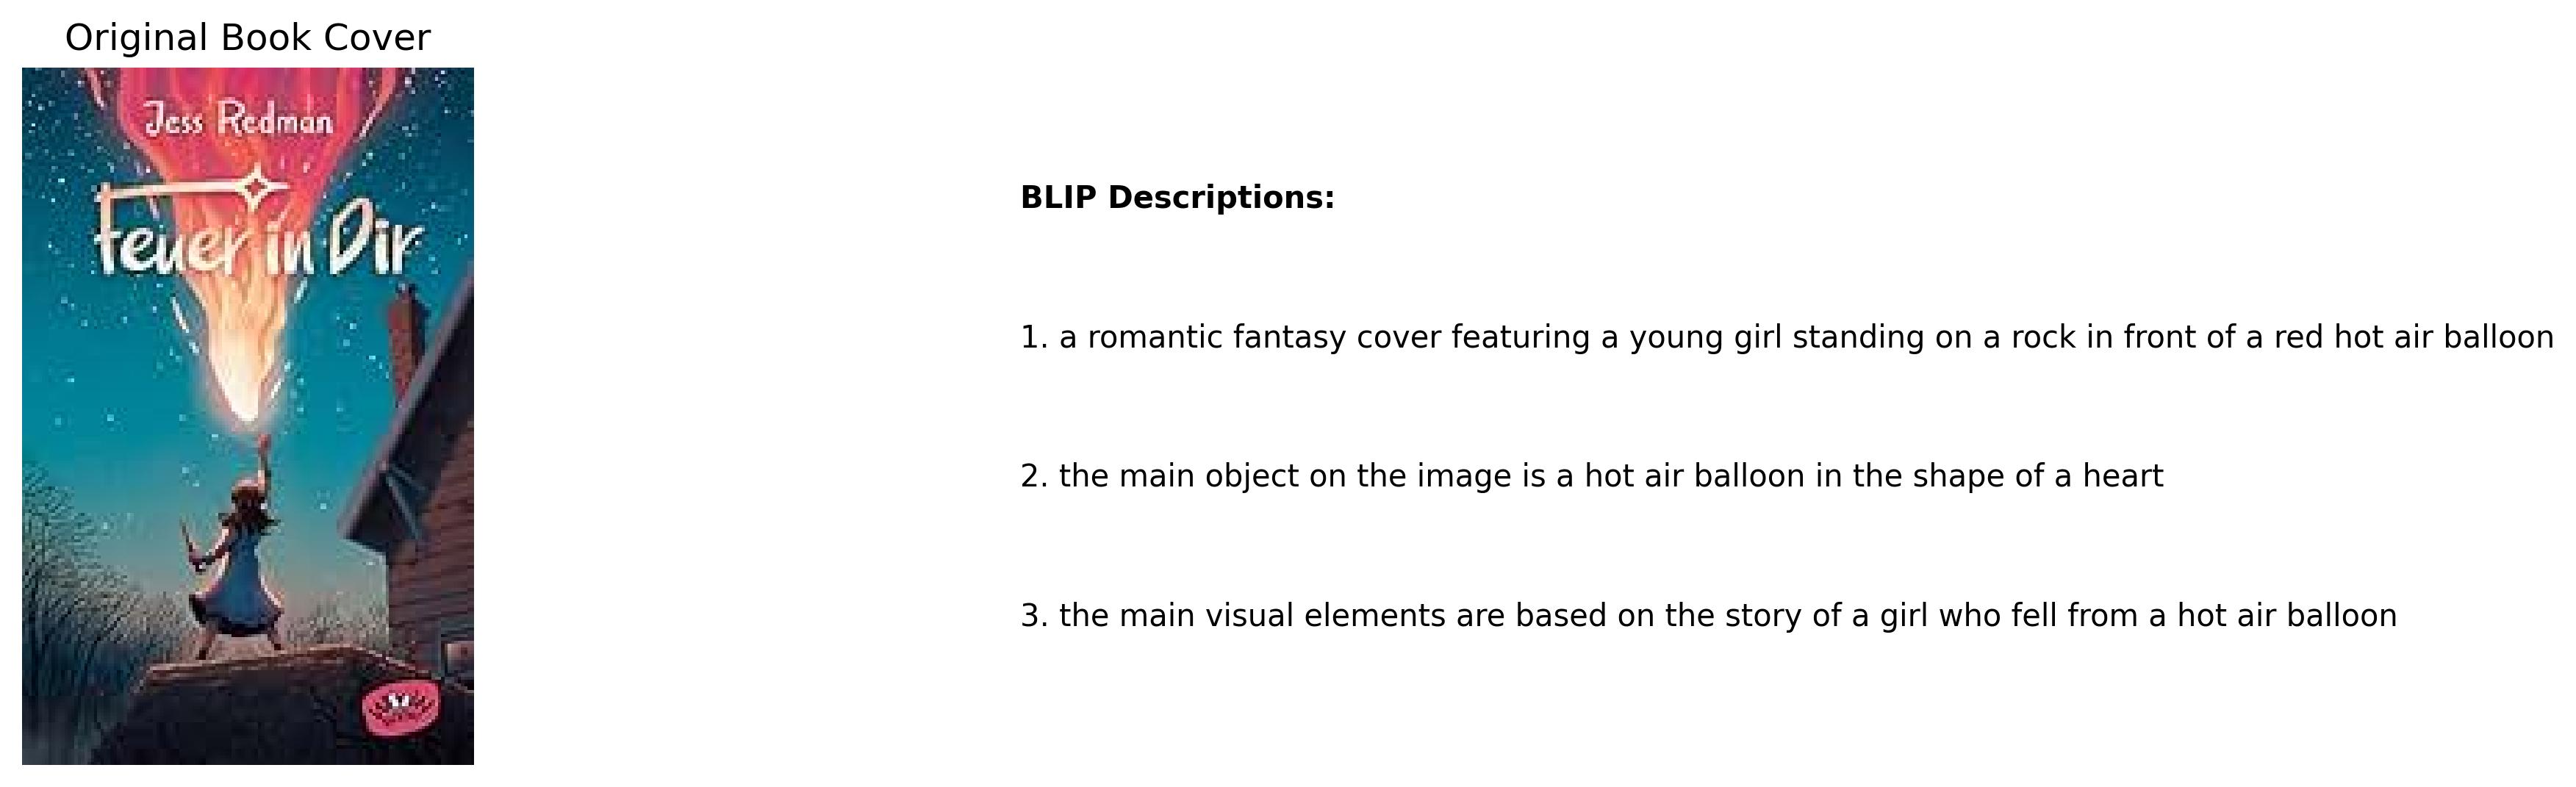 Original Book Cover
Jess Redman
Feuer in Dir
BLIP Descriptions:
1. a romantic fantasy cover featuring a young girl standing on a rock in front of a red hot air balloon
2. the main object on the image is a hot air balloon in the shape of a heart
3. the main visual elements are based on the story of a girl who fell from a hot air balloon